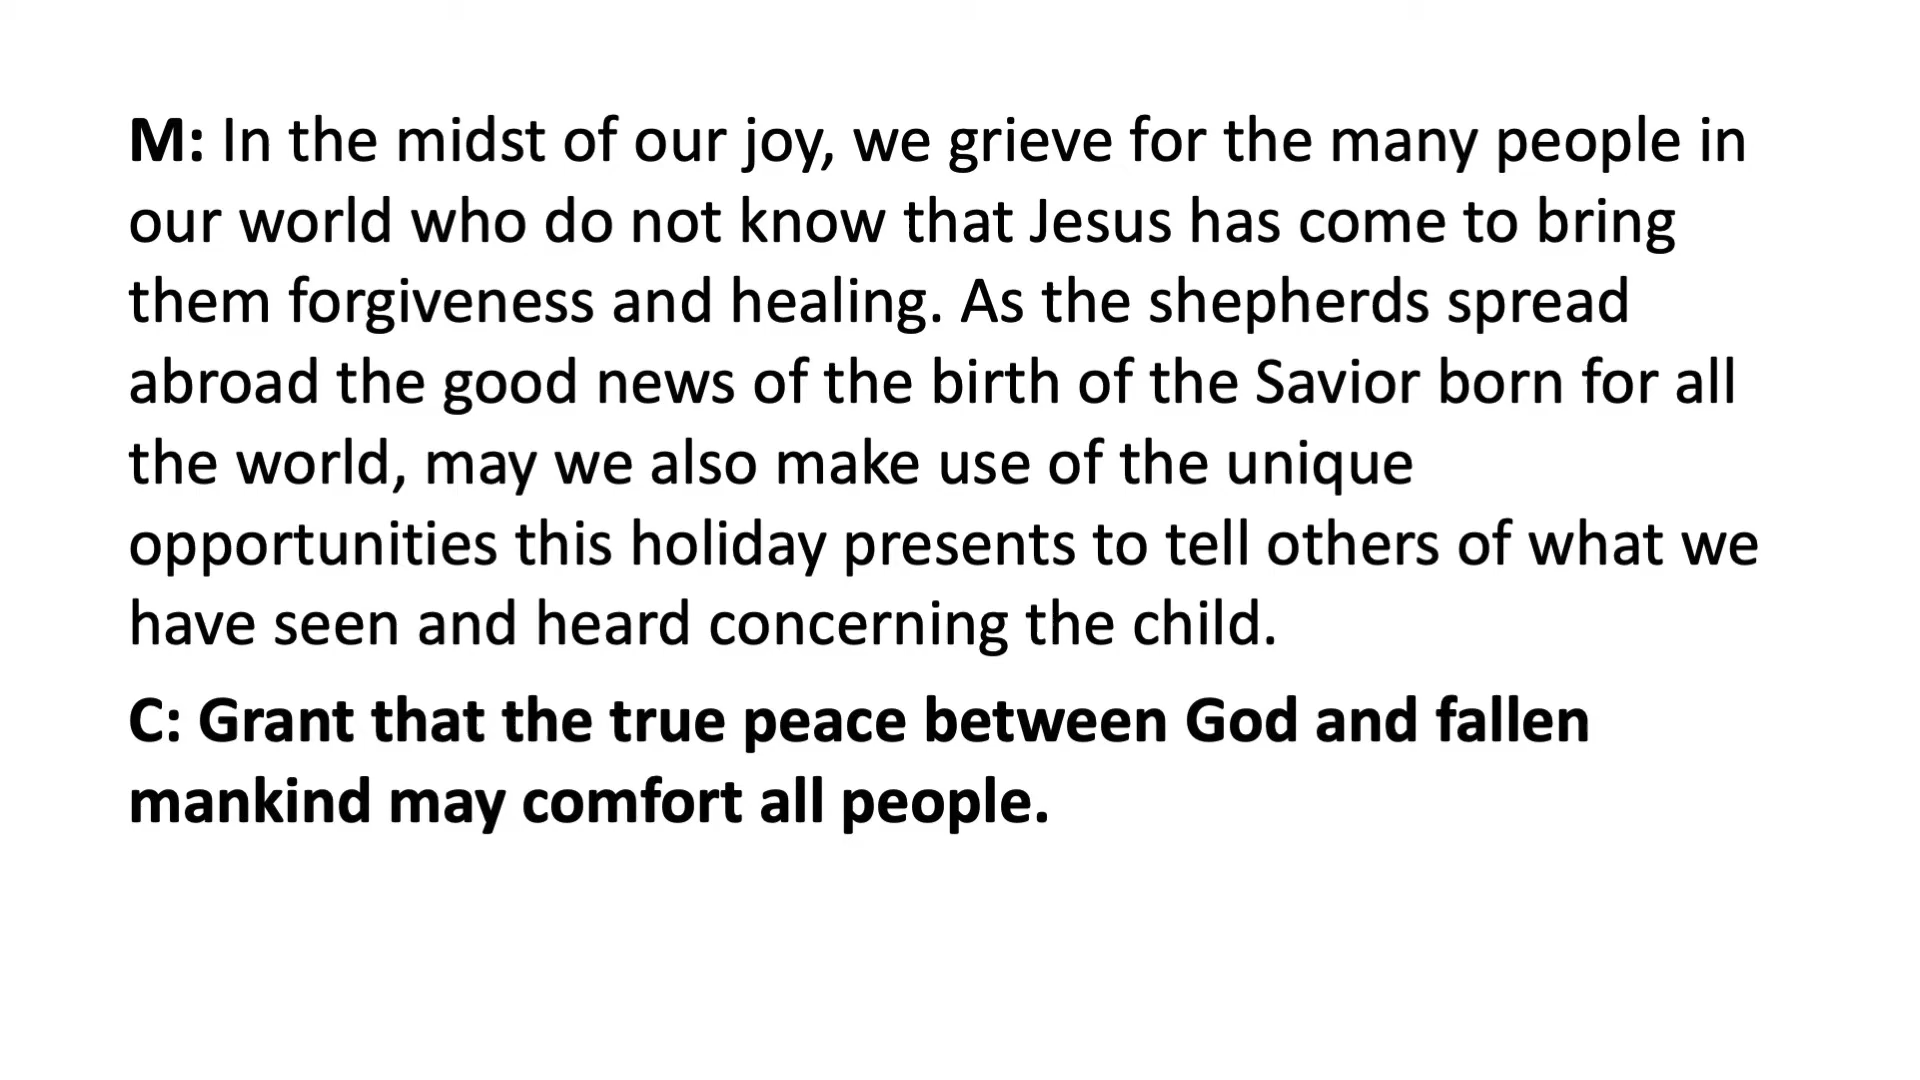 M: In the midst of our joy, we grieve for the many people in
our world who do not know that Jesus has come to bring
them forgiveness and healing. As the shepherds spread
abroad the good news of the birth of the Savior born for all
the world, may we also make use of the unique
opportunities this holiday presents to tell others of what we
have seen and heard concerning the child.
C: Grant that the true peace between God and fallen
mankind may comfort all people.